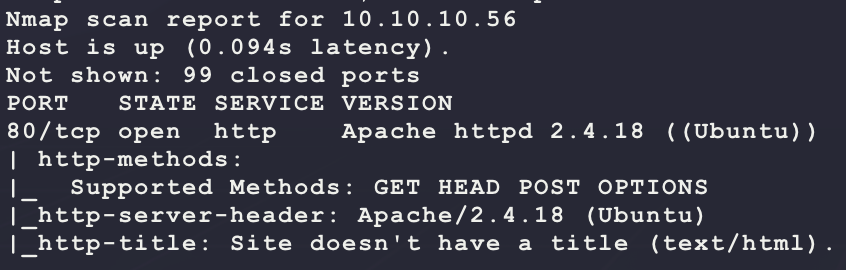 Nmap scan report for 10.10.10.56
Host is up (0.094s latency).
Not shown: 99 closed ports
PORT   STATE SERVICE VERSION
80/tcp open  http    Apache httpd 2.4.18 ((Ubuntu))
| http-methods:
|_  Supported Methods: GET HEAD POST OPTIONS
|_http-server-header: Apache/2.4.18 (Ubuntu)
|_http-title: Site doesn't have a title (text/html).